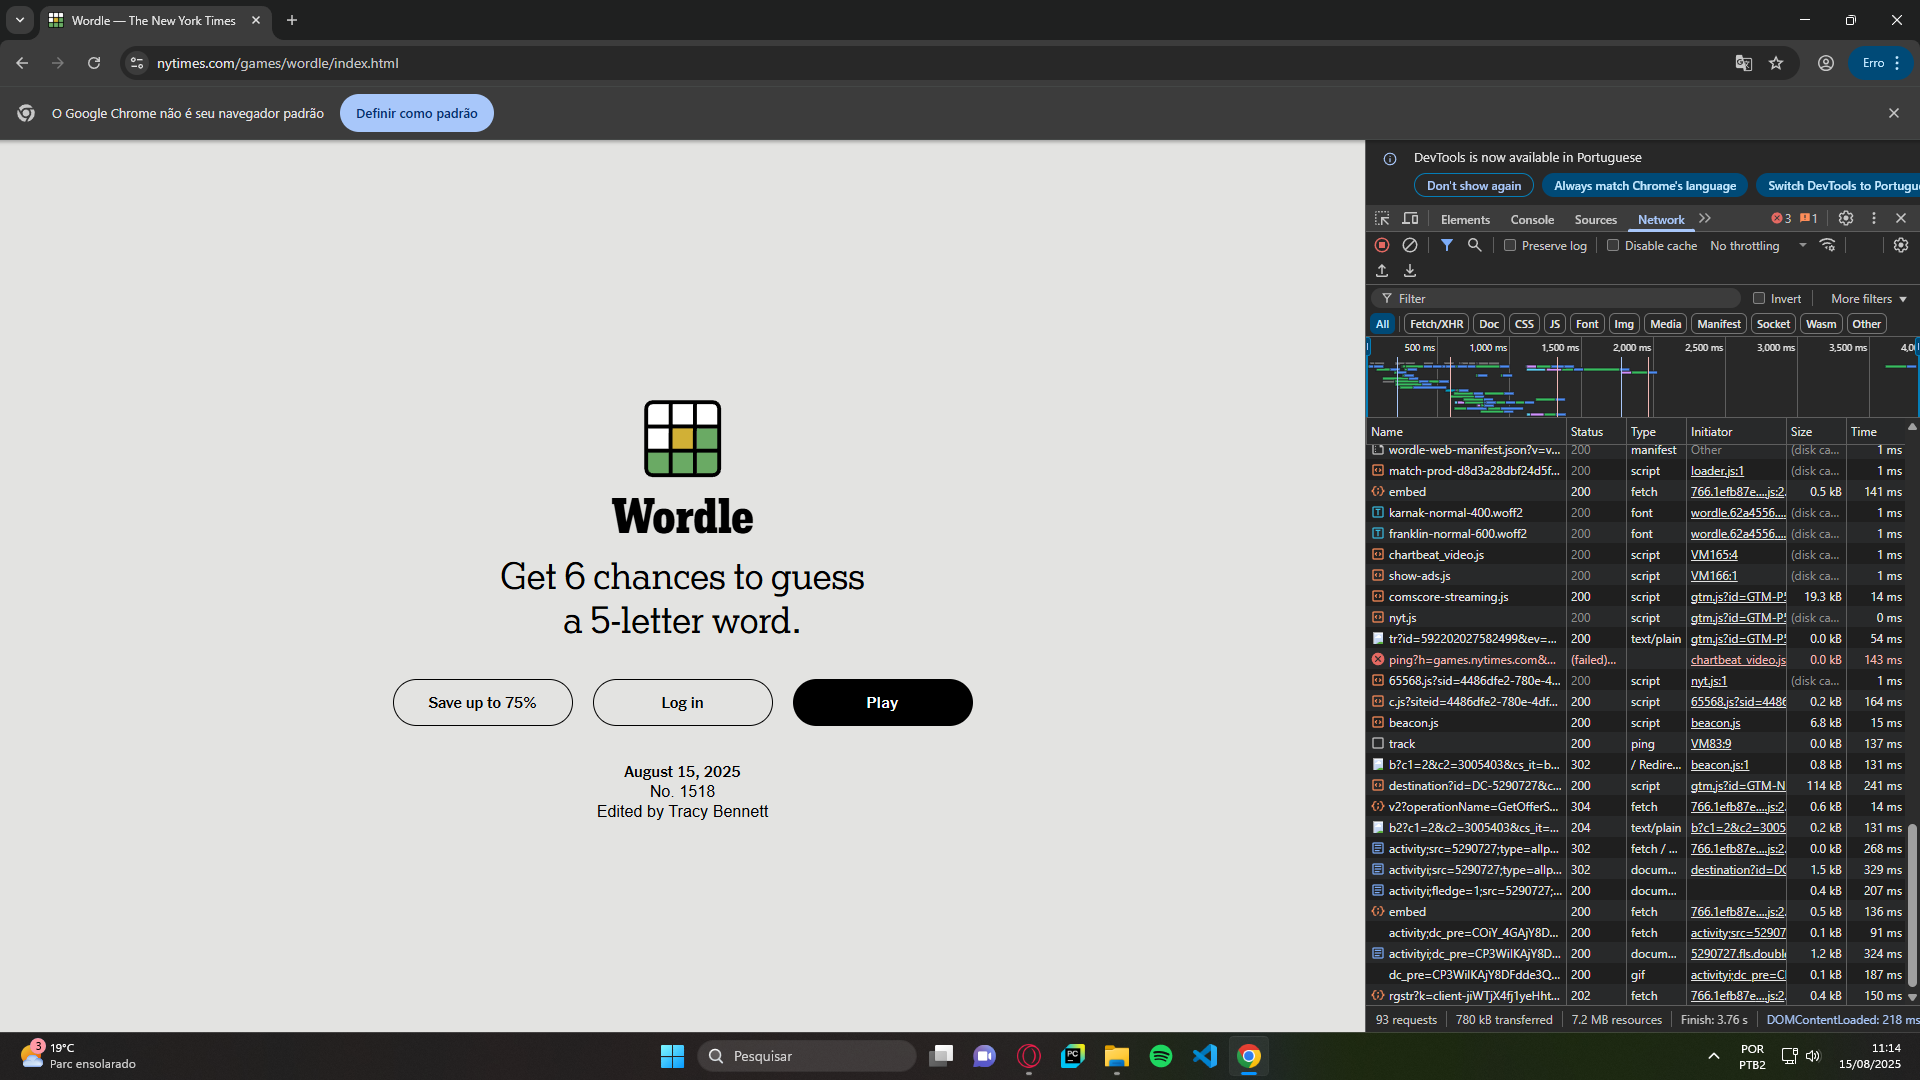 Wordle — The New York Times
nytimes.com/games/wordle/index.html
Erro
O Google Chrome não é seu navegador padrão
Definir como padrão
Wordle
Get 6 chances to guess
a 5-letter word.
Save up to 75%
Log in
Play
August 15, 2025
No. 1518
Edited by Tracy Bennett
DevTools is now available in Portuguese
Don't show again
Always match Chrome's language
Switch DevTools to Portugu
Elements Console Sources Network
3 1
Preserve log Disable cache No throttling
Filter Invert More filters
All Fetch/XHR Doc CSS JS Font Img Media Manifest Socket Wasm Other
500 ms 1,000 ms 1,500 ms 2,000 ms 2,500 ms 3,000 ms 3,500 ms 4,0
Name Status Type Initiator Size Time
wordle-web-manifest.json?v=v... 200 manifest Other (disk ca... 1 ms
match-prod-d8d3a28dbf24d5f... 200 script loader.js:1 (disk ca... 1 ms
embed 200 fetch 766.1efb87e....js:2 0.5 kB 141 ms
karnak-normal-400.woff2 200 font wordle.62a4556.... (disk ca... 1 ms
franklin-normal-600.woff2 200 font wordle.62a4556.... (disk ca... 1 ms
chartbeat_video.js 200 script VM165:4 (disk ca... 1 ms
show-ads.js 200 script VM166:1 (disk ca... 1 ms
comscore-streaming.js 200 script gtm.js?id=GTM-P5 19.3 kB 14 ms
nyt.js 200 script gtm.js?id=GTM-P5 (disk ca... 0 ms
tr?id=592202027582499&ev=... 200 text/plain gtm.js?id=GTM-P5 0.0 kB 54 ms
ping?h=games.nytimes.com&... (failed)... chartbeat_video.js 0.0 kB 143 ms
65568.js?sid=4486dfe2-780e-4... 200 script nyt.js:1 (disk ca... 1 ms
c.js?siteid=4486dfe2-780e-4df... 200 script 65568.js?sid=4486 0.2 kB 164 ms
beacon.js 200 script beacon.js 6.8 kB 15 ms
track 200 ping VM83:9 0.0 kB 137 ms
b?c1=2&c2=3005403&cs_it=b... 302 / Redire... beacon.js:1 0.8 kB 131 ms
destination?id=DC-5290727&c... 200 script gtm.js?id=GTM-N 114 kB 241 ms
v2?operationName=GetOfferS... 304 fetch 766.1efb87e....js:2 0.6 kB 14 ms
b2?c1=2&c2=3005403&cs_it=... 204 text/plain b?c1=2&c2=3005 0.2 kB 131 ms
activity;src=5290727;type=allp... 302 fetch / ... 766.1efb87e....js:2 0.0 kB 268 ms
activityi;src=5290727;type=allp... 302 docum... destination?id=DC 1.5 kB 329 ms
activityi;fledge=1;src=5290727;... 200 docum... 0.4 kB 207 ms
embed 200 fetch 766.1efb87e....js:2 0.5 kB 136 ms
activity;dc_pre=COiY_4GAjY8D... 200 fetch activity;src=52907 0.1 kB 91 ms
activityi;dc_pre=CP3WiIKAjY8D... 200 docum... 5290727.fls.doubl 1.2 kB 324 ms
dc_pre=CP3WiIKAjY8DFdde3Q... 200 gif activityi;dc_pre=C 0.1 kB 187 ms
rgstr?k=client-jiWTjX4fj1yeHht... 202 fetch 766.1efb87e....js:2 0.4 kB 150 ms
93 requests 780 kB transferred 7.2 MB resources Finish: 3.76 s DOMContentLoaded: 218 ms
3
19°C
Parc ensolarado
Pesquisar
PC
POR
PTB2
11:14
15/08/2025